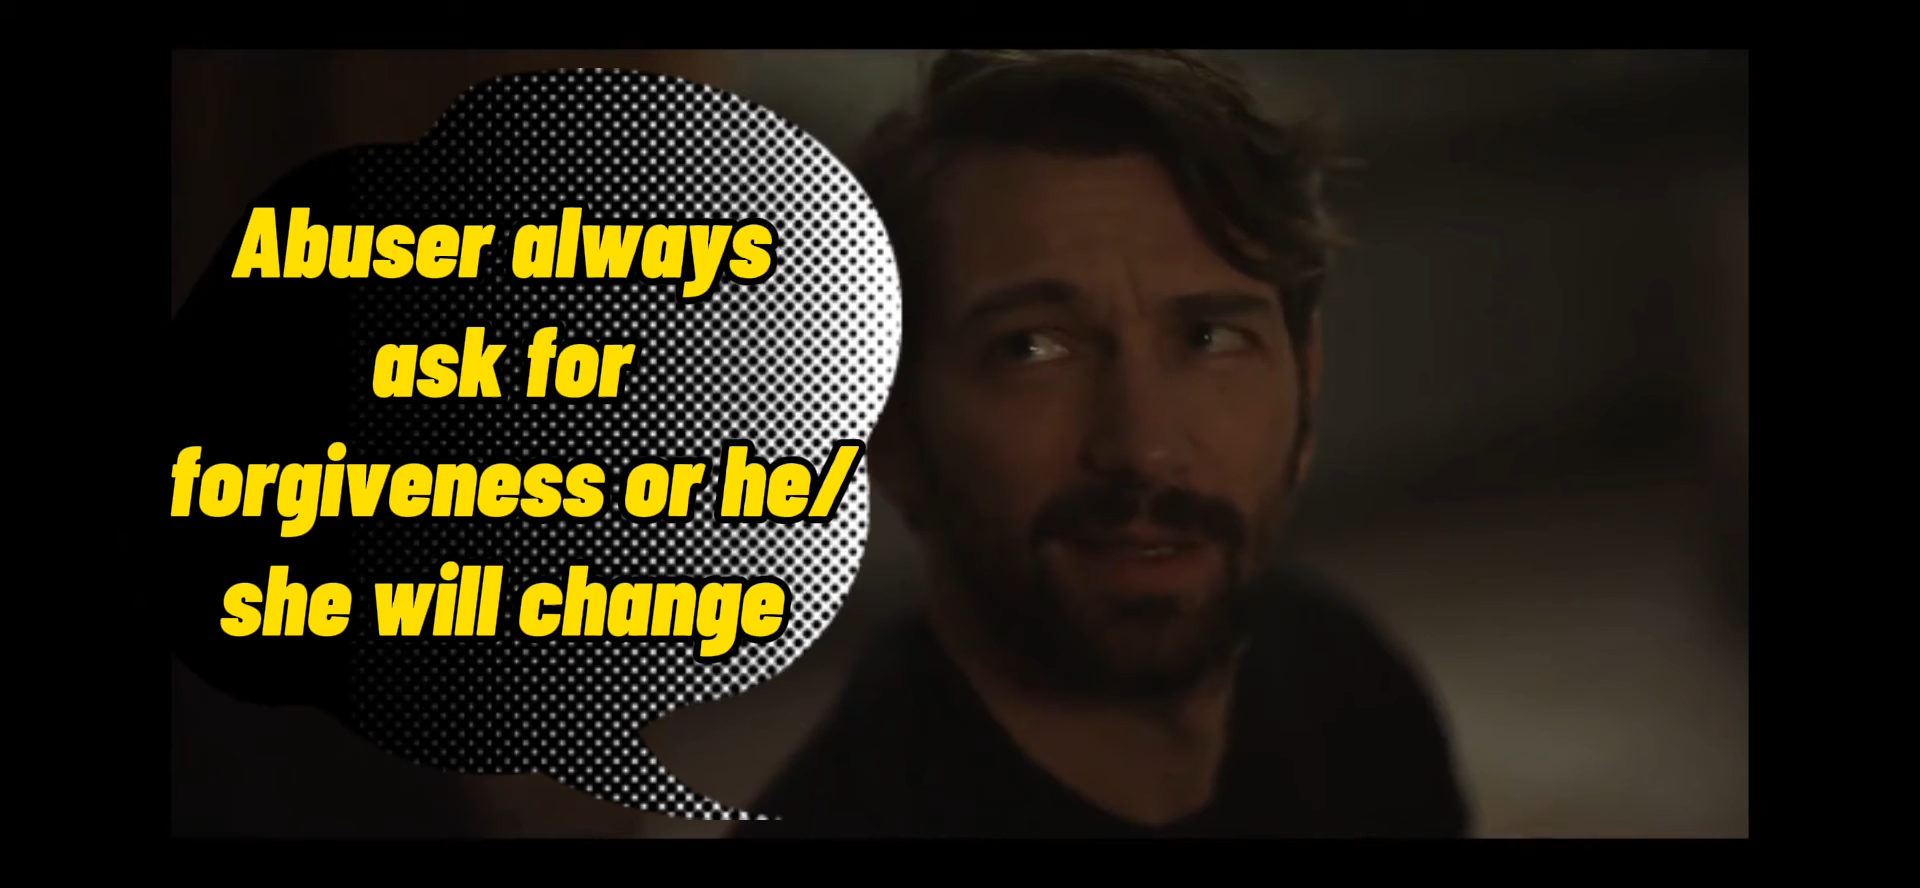 Abuser always
ask for
forgiveness or he/
she will change